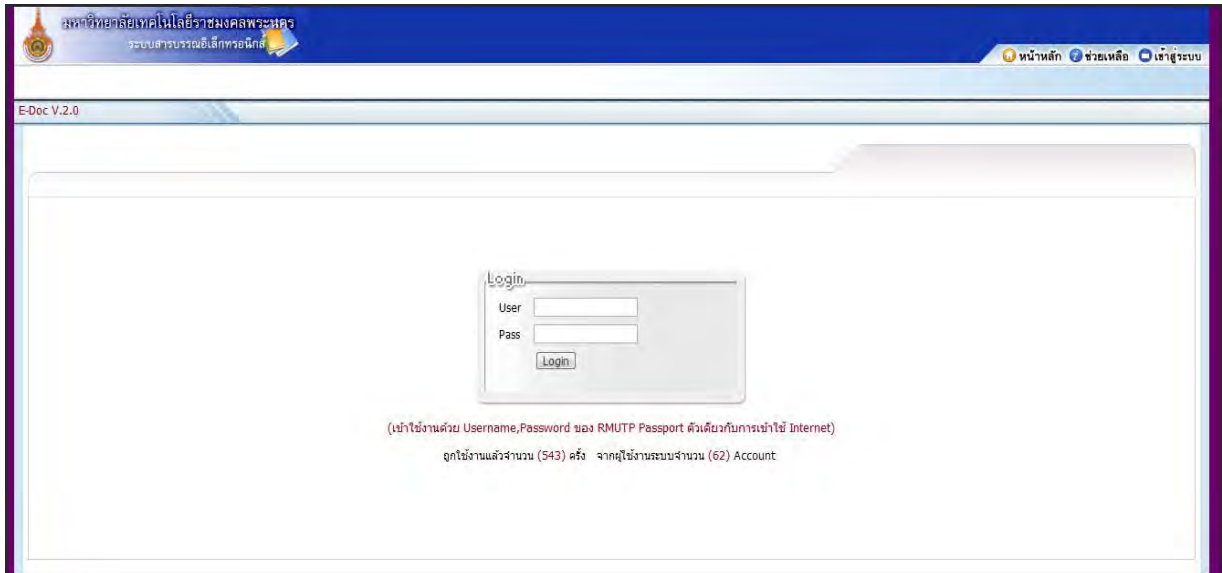 มหาวิทยาลัยเทคโนโลยีราชมงคลพระนคร
ระบบสารบรรณอิเล็กทรอนิกส์
หน้าหลัก ช่วยเหลือ เข้าสู่ระบบ
E-Doc V.2.0
Login
User
Pass
Login
(เข้าใช้งานด้วย Username,Password ของ RMUTP Passport ตัวเดียวกับการเข้าใช้ Internet)
ถูกใช้งานแล้วจำนวน (543) ครั้ง จากผู้ใช้งานระบบจำนวน (62) Account